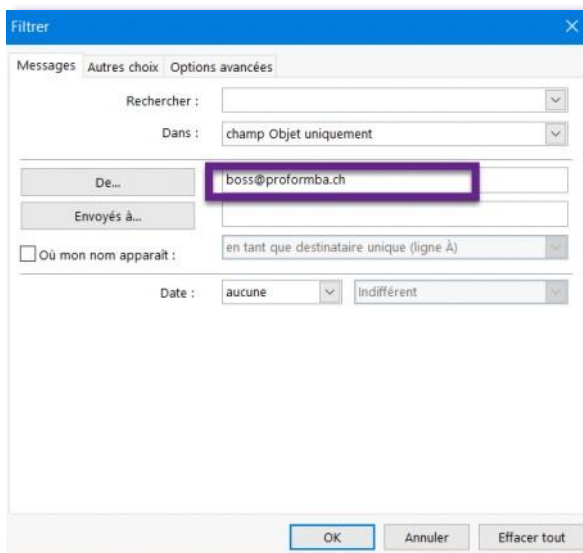 Filtrer
Messages Autres choix Options avancées
Rechercher :
Dans : champ Objet uniquement
De... boss@proformba.ch
Envoyés à...
Où mon nom apparaît : en tant que destinataire unique (ligne À)
Date : aucune Indifférent
OK Annuler Effacer tout